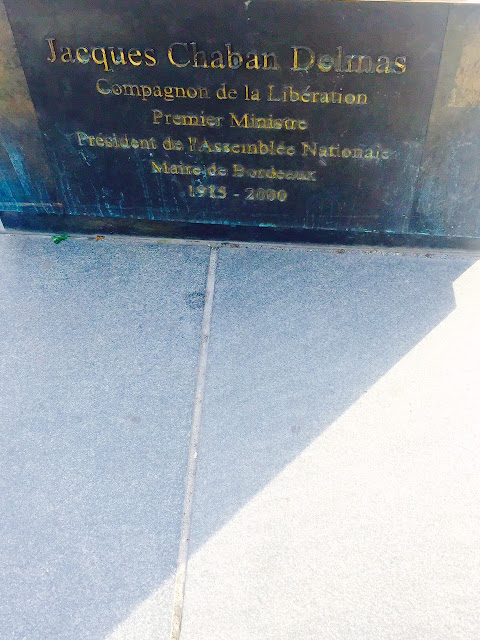 Jacques Chaban Delmas
Compagnon de la Libération
Premier Ministre
Président de l'Assemblée Nationale
Maire de Bordeaux
1915 - 2000